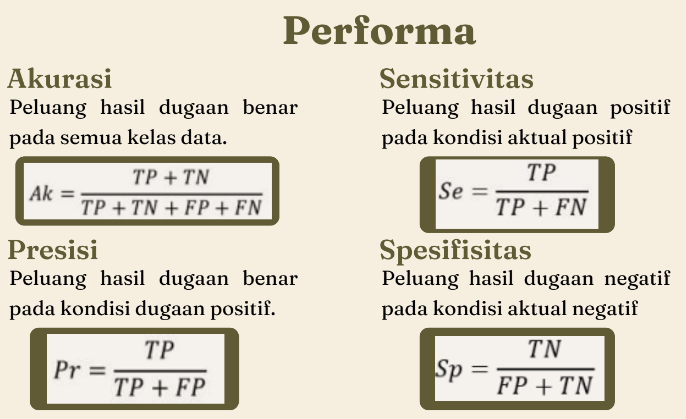 Performa
Akurasi
Peluang hasil dugaan benar
pada semua kelas data.
Ak = TP + TN / TP + TN + FP + FN
Sensitivitas
Peluang hasil dugaan positif
pada kondisi aktual positif
Se = TP / TP + FN
Presisi
Peluang hasil dugaan benar
pada kondisi dugaan positif.
Pr = TP / TP + FP
Spesifisitas
Peluang hasil dugaan negatif
pada kondisi aktual negatif
Sp = TN / FP + TN